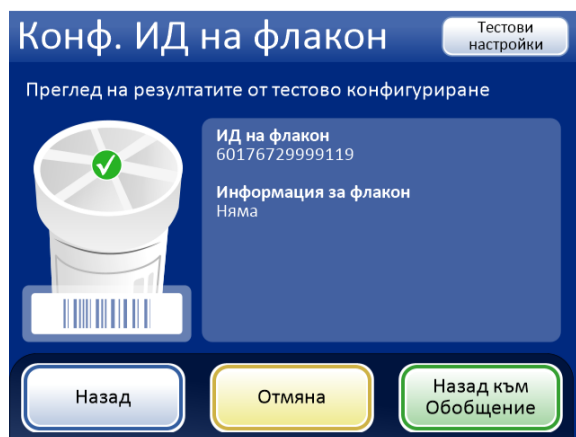 Конф. ИД на флакон
Тестови
настройки
Преглед на резултатите от тестово конфигуриране
ИД на флакон
60176729999119
Информация за флакон
Няма
Назад
Отмяна
Назад към
Обобщение